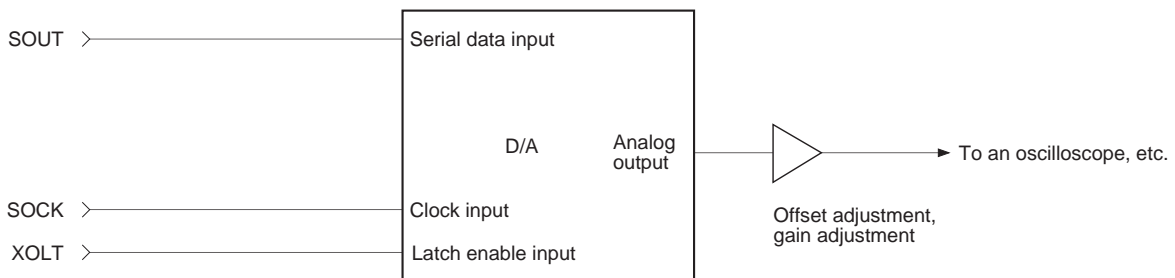 SOUT
Serial data input
D/A
Analog
output
To an oscilloscope, etc.
SOCK
Clock input
Offset adjustment,
gain adjustment
XOLT
Latch enable input